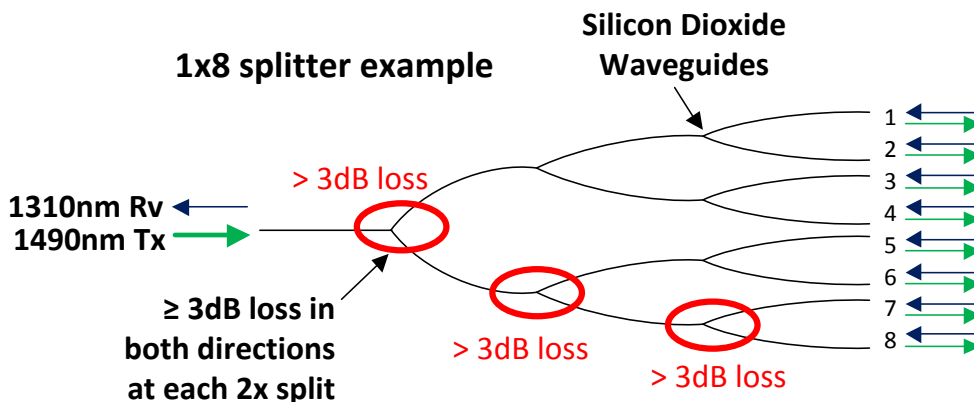 Silicon Dioxide
Waveguides
1x8 splitter example
> 3dB loss
1310nm Rv
1490nm Tx
≥ 3dB loss in
both directions
at each 2x split
> 3dB loss
> 3dB loss
1
2
3
4
5
6
7
8